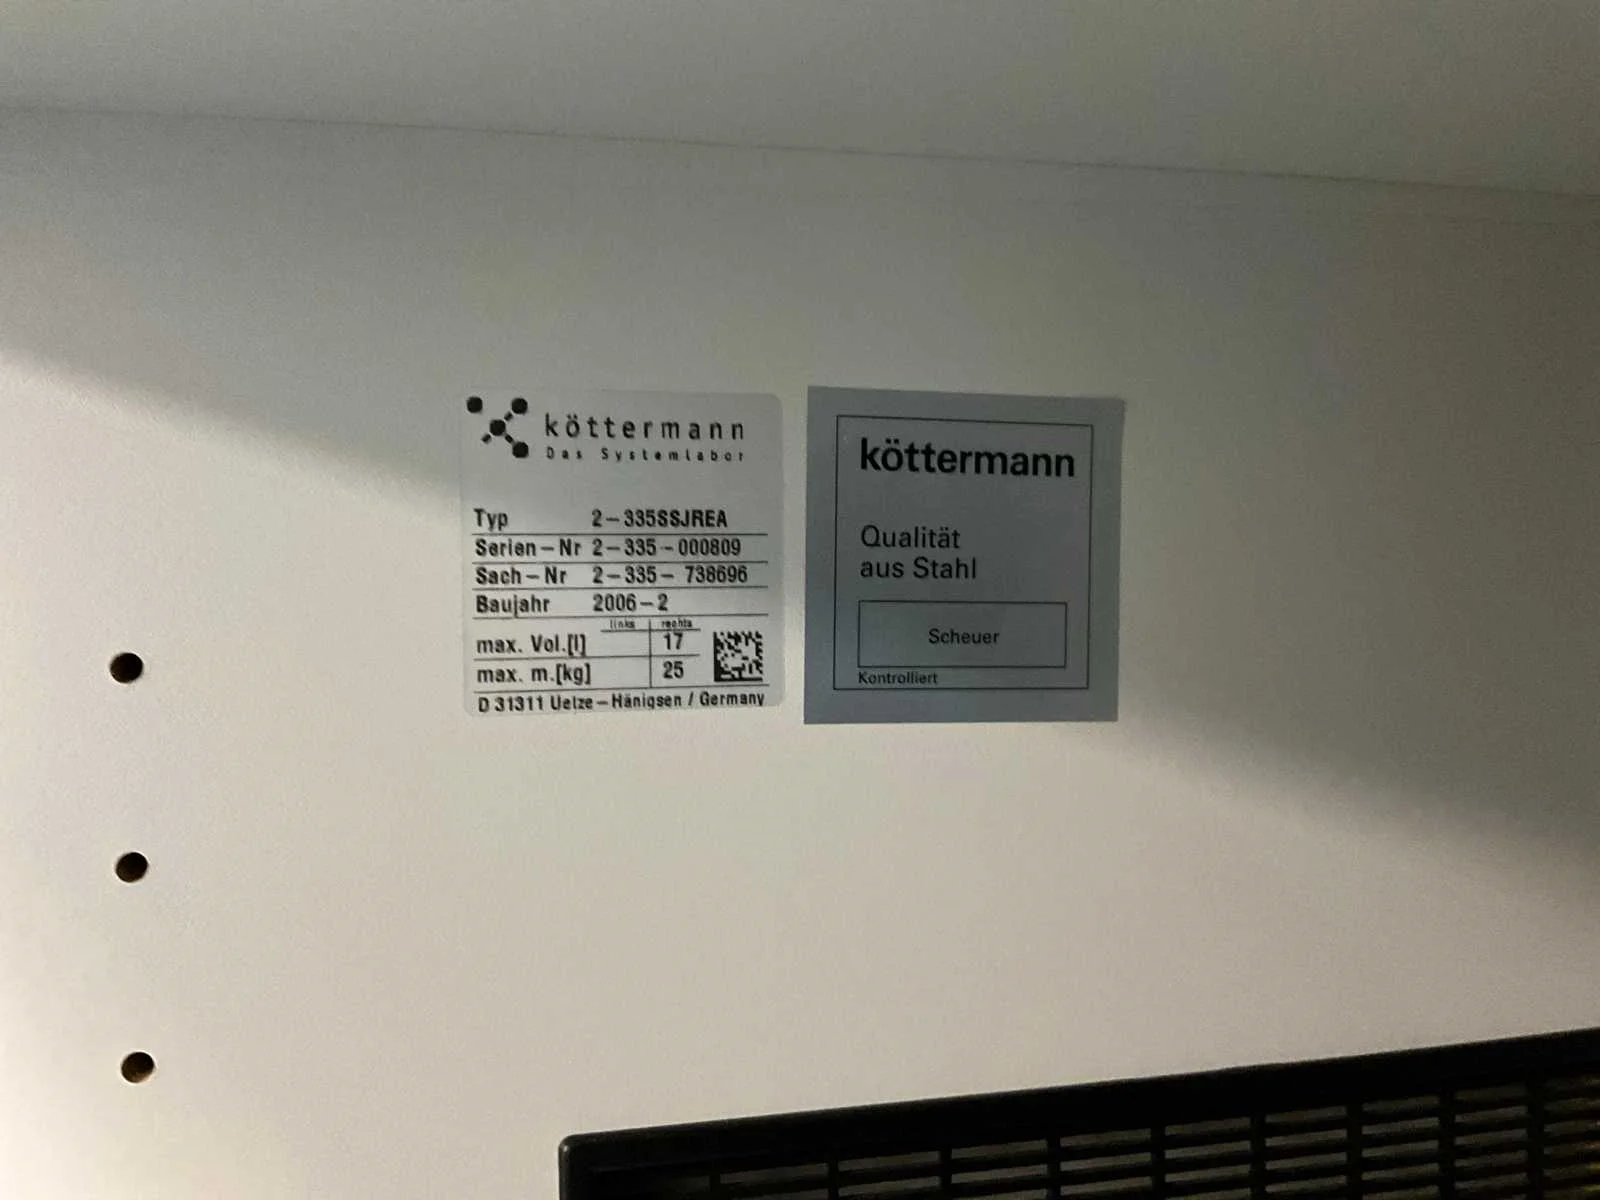 köttermann
Das Systemlabor
Typ 2-335SSJREA
Serien-Nr 2-335-000809
Sach-Nr 2-335- 738696
Baujahr 2006-2
links rechts
max. Vol.[l] 17
max. m.[kg] 25
D 31311 Uetze-Hänigsen / Germany
köttermann
Qualität
aus Stahl
Scheuer
Kontrolliert